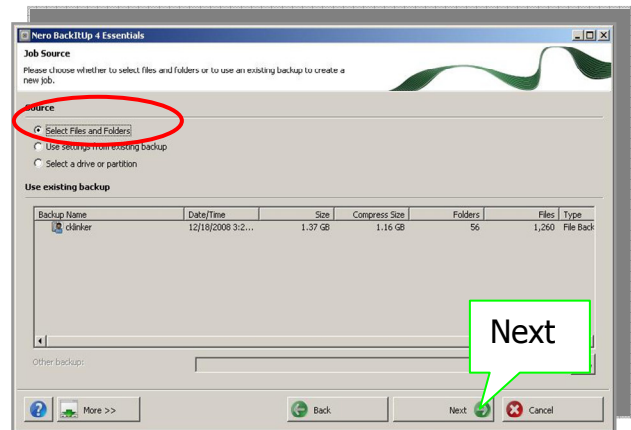 Nero BackItUp 4 Essentials
Job Source
Please choose whether to select files and folders or to use an existing backup to create a
new job.
Source
Select Files and Folders
Use settings from existing backup
Select a drive or partition
Use existing backup
Backup Name Date/Time Size Compress Size Folders Files Type
cklinker 12/18/2008 3:2... 1.37 GB 1.16 GB 56 1,260 File Back
Next
Other backup:
More >> Back Next Cancel